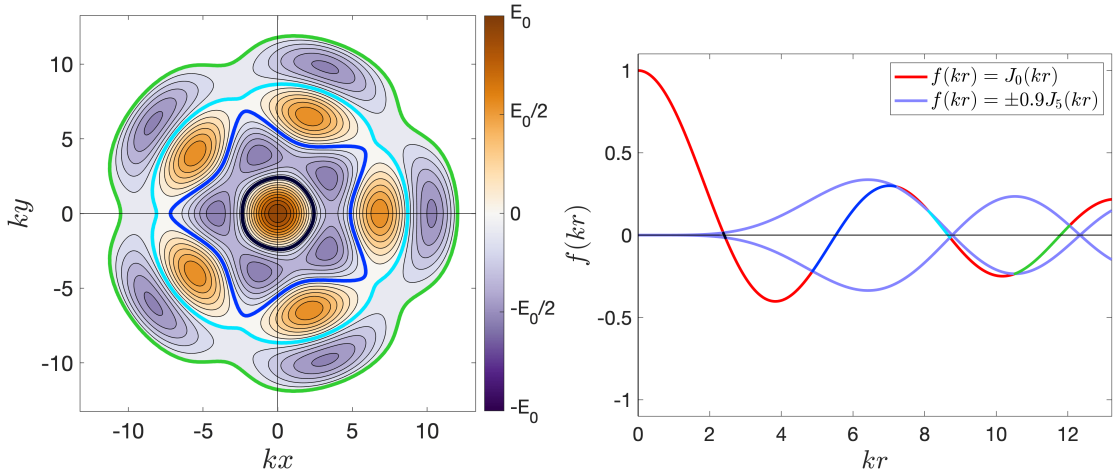 10
5
0
-5
-10
ky
-10
-5
0
5
10
kx
E₀
E₀/2
0
-E₀/2
-E₀
1
0.5
0
-0.5
-1
f(kr)
0
2
4
6
8
10
12
kr
f(kr) = J₀(kr)
f(kr) = ±0.9J₅(kr)